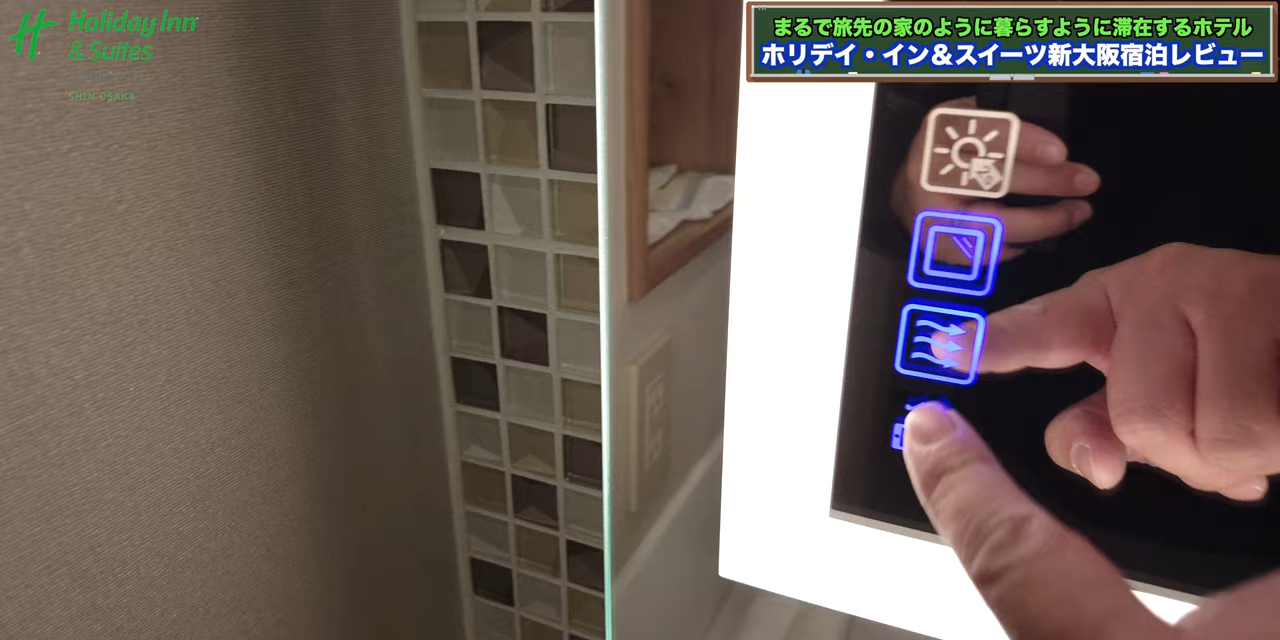 Holiday Inn
& Suites
SHIN OSAKA
まるで旅先の家のように暮らすように滞在するホテル
ホリデイ・イン&スイーツ新大阪宿泊レビュー